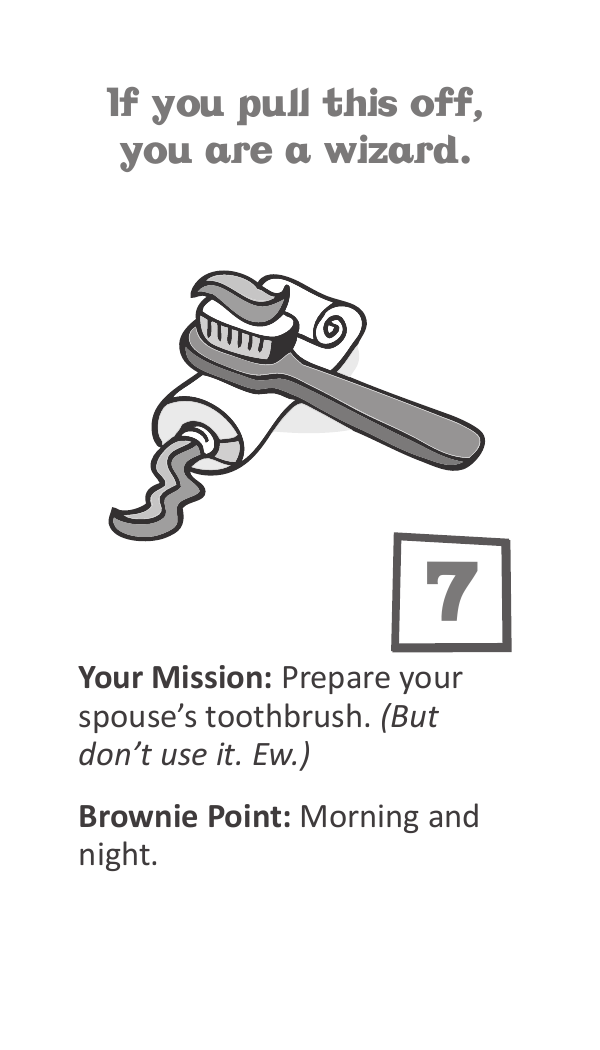 If you pull this off,
you are a wizard.
7
Your Mission: Prepare your
spouse’s toothbrush. (But
don’t use it. Ew.)
Brownie Point: Morning and
night.